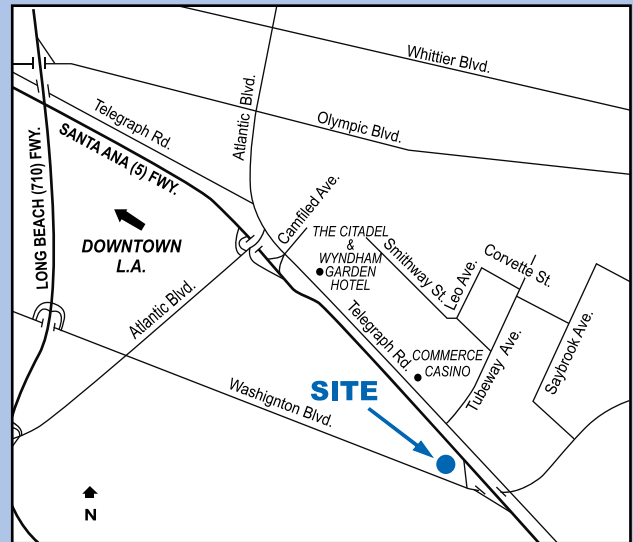 Whittier Blvd.
Atlantic Blvd.
Olympic Blvd.
Telegraph Rd.
SANTA ANA (5) FWY.
LONG BEACH (710) FWY.
Camfiled Ave.
DOWNTOWN
L.A.
THE CITADEL
&
WYNDHAM
GARDEN
HOTEL
Smithway St.
Leo Ave.
Corvette St.
Atlantic Blvd.
Telegraph Rd.
COMMERCE
CASINO
Tubeway Ave.
Saybrook Ave.
Washignton Blvd.
SITE
N